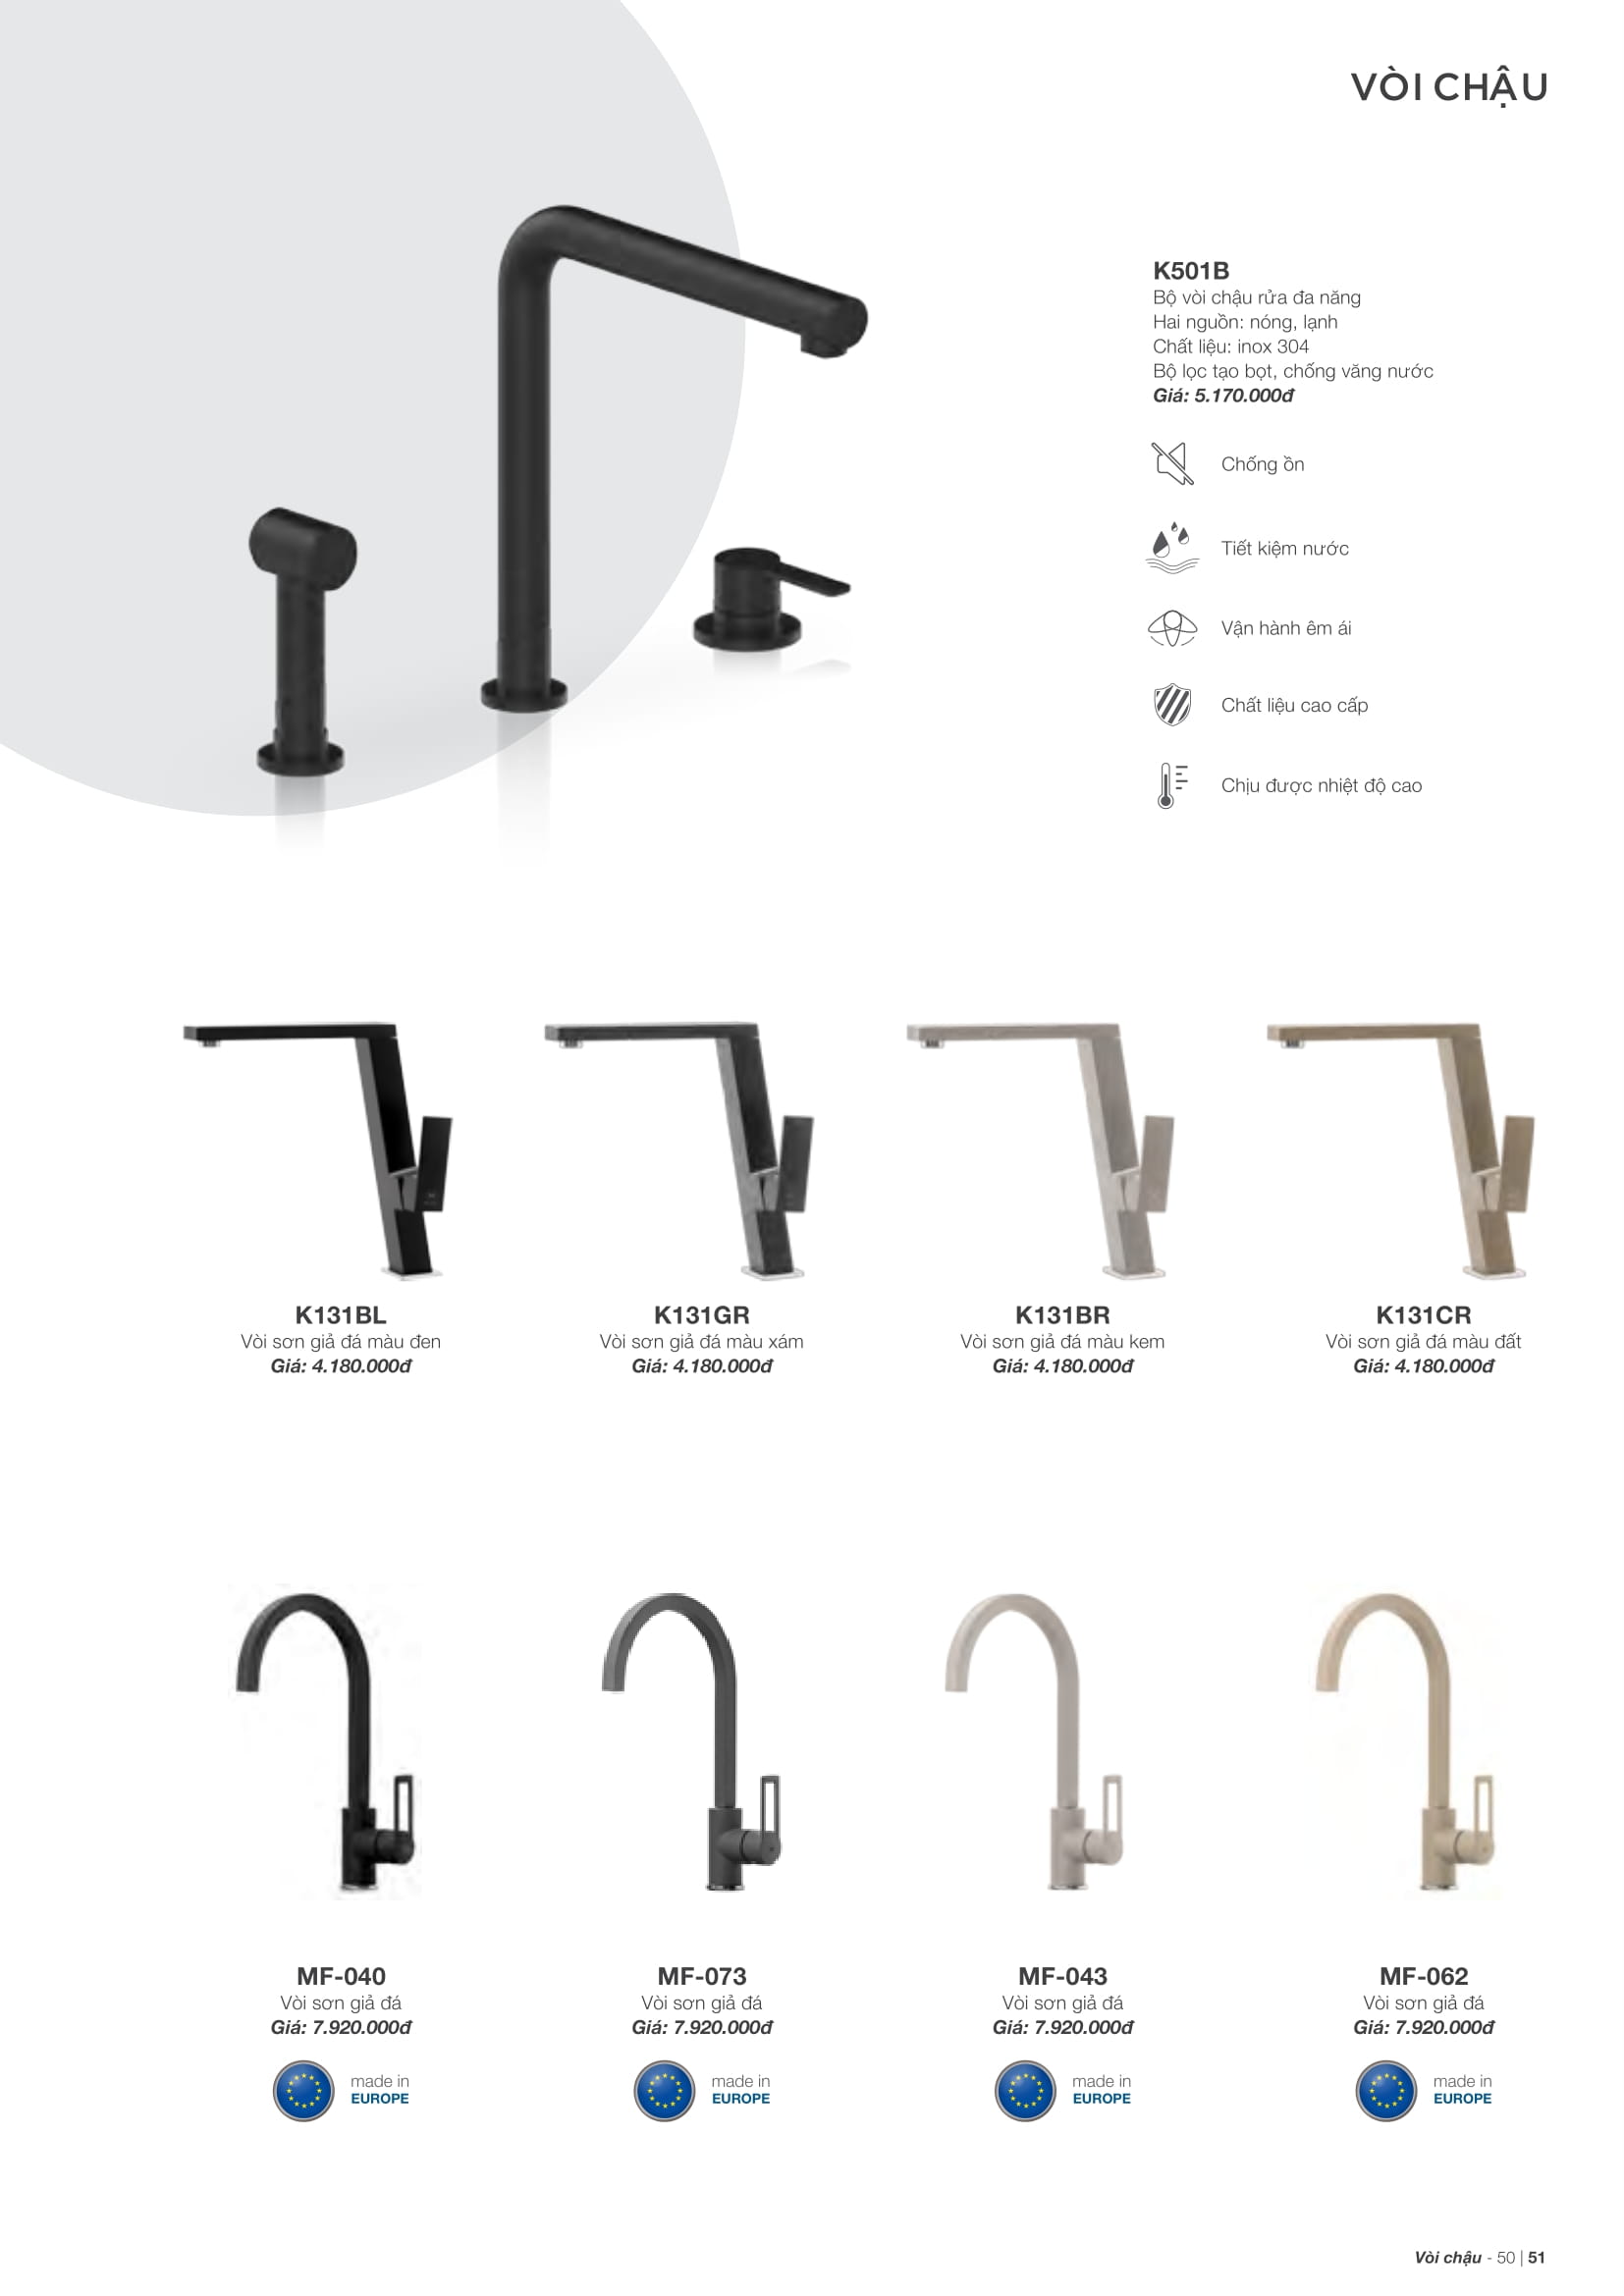 VÒI CHẬU
K501B
Bộ vòi chậu rửa đa năng
Hai nguồn: nóng, lạnh
Chất liệu: inox 304
Bộ lọc tạo bọt, chống văng nước
Giá: 5.170.000đ
Chống ồn
Tiết kiệm nước
Vận hành êm ái
Chất liệu cao cấp
Chịu được nhiệt độ cao
K131BL
Vòi sơn giả đá màu đen
Giá: 4.180.000đ
K131GR
Vòi sơn giả đá màu xám
Giá: 4.180.000đ
K131BR
Vòi sơn giả đá màu kem
Giá: 4.180.000đ
K131CR
Vòi sơn giả đá màu đất
Giá: 4.180.000đ
MF-040
Vòi sơn giả đá
Giá: 7.920.000đ
made in
EUROPE
MF-073
Vòi sơn giả đá
Giá: 7.920.000đ
made in
EUROPE
MF-043
Vòi sơn giả đá
Giá: 7.920.000đ
made in
EUROPE
MF-062
Vòi sơn giả đá
Giá: 7.920.000đ
made in
EUROPE
Vòi chậu - 50 | 51